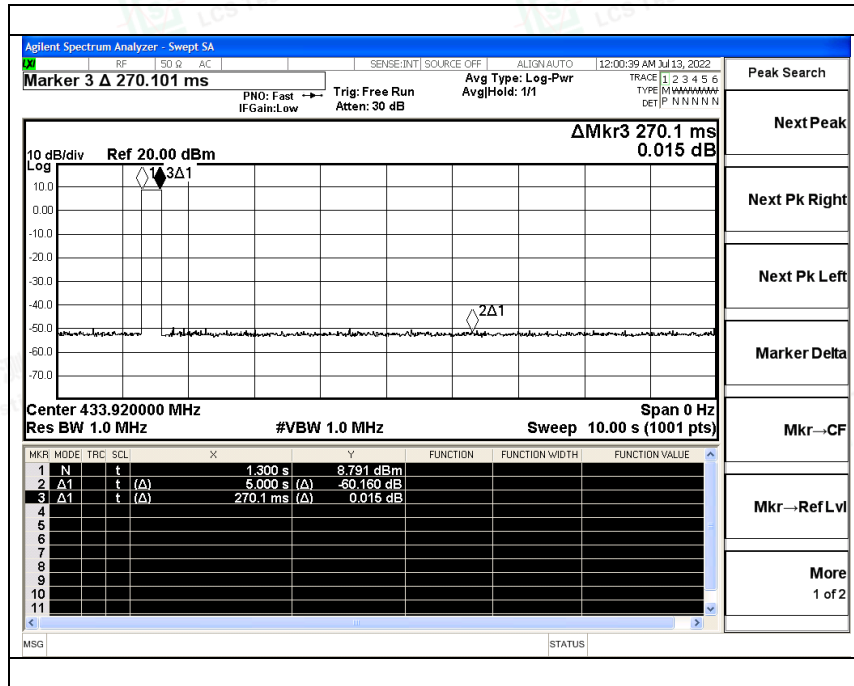 LCS
LCS
Agilent Spectrum Analyzer - Swept SA
LXI RF 50 Ω AC SENSE:INT SOURCE OFF ALIGN AUTO 12:00:39 AM Jul 13, 2022
Marker 3 Δ 270.101 ms
PNO: Fast
IFGain:Low
Trig: Free Run
Atten: 30 dB
Avg Type: Log-Pwr
Avg|Hold: 1/1
TRACE 1 2 3 4 5 6
TYPE M
DET P N N N N N
Peak Search
Next Peak
Next Pk Right
Next Pk Left
Marker Delta
Mkr→CF
Mkr→Ref Lvl
More
1 of 2
ΔMkr3 270.1 ms
0.015 dB
10 dB/div Ref 20.00 dBm
Log
10.0
0.00
-10.0
-20.0
-30.0
-40.0
-50.0
-60.0
-70.0
3Δ1
2Δ1
Center 433.920000 MHz Span 0 Hz
Res BW 1.0 MHz #VBW 1.0 MHz Sweep 10.00 s (1001 pts)
MKR MODE TRC SCL X Y FUNCTION FUNCTION WIDTH FUNCTION VALUE
1 N t 1.300 s 8.791 dBm
2 Δ1 t (Δ) 5.000 s (Δ) -60.160 dB
3 Δ1 t (Δ) 270.1 ms (Δ) 0.015 dB
4
5
6
7
8
9
10
11
MSG STATUS